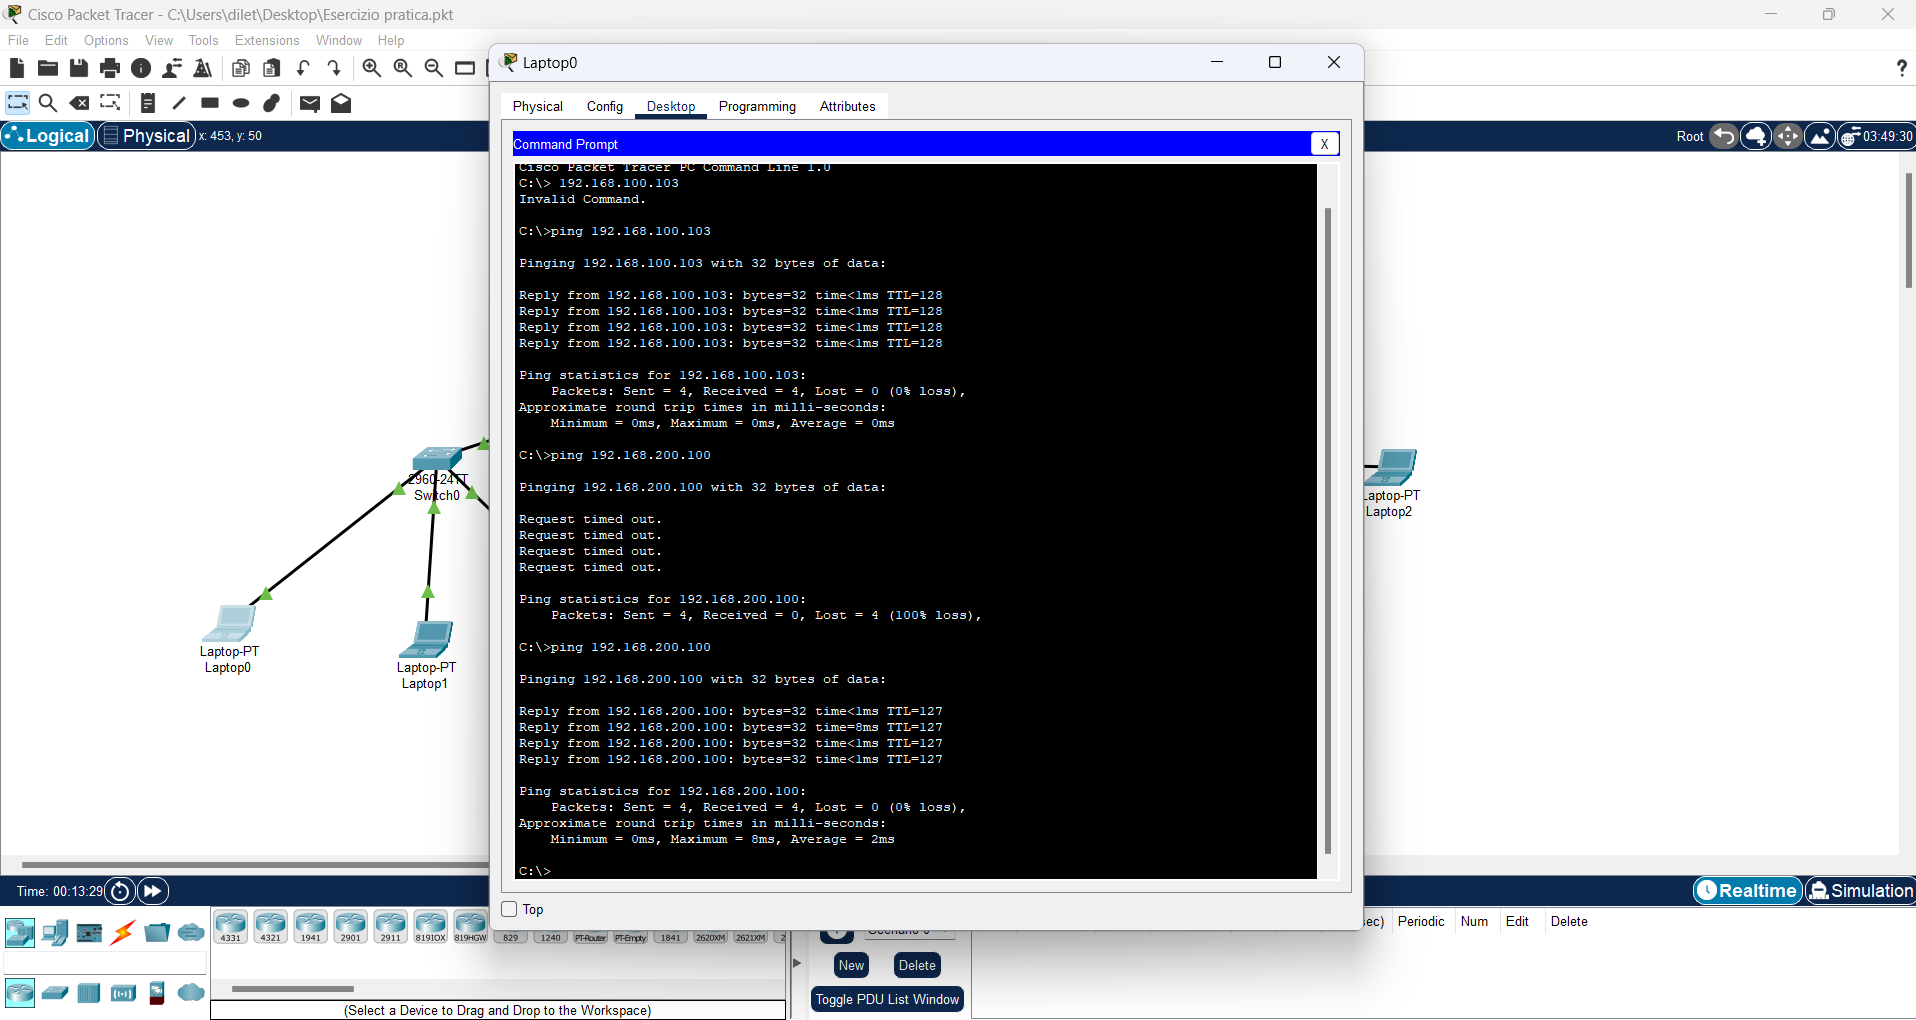 Cisco Packet Tracer - C:\Users\dilet\Desktop\Esercizio pratica.pkt
File Edit Options View Tools Extensions Window Help
Logical Physical x: 453, y: 50
Root 03:49:30
Laptop0
Physical Config Desktop Programming Attributes
Command Prompt X
Cisco Packet Tracer PC Command Line 1.0
C:\> 192.168.100.103
Invalid Command.
C:\>ping 192.168.100.103
Pinging 192.168.100.103 with 32 bytes of data:
Reply from 192.168.100.103: bytes=32 time<1ms TTL=128
Reply from 192.168.100.103: bytes=32 time<1ms TTL=128
Reply from 192.168.100.103: bytes=32 time<1ms TTL=128
Reply from 192.168.100.103: bytes=32 time<1ms TTL=128
Ping statistics for 192.168.100.103:
Packets: Sent = 4, Received = 4, Lost = 0 (0% loss),
Approximate round trip times in milli-seconds:
Minimum = 0ms, Maximum = 0ms, Average = 0ms
C:\>ping 192.168.200.100
Pinging 192.168.200.100 with 32 bytes of data:
Request timed out.
Request timed out.
Request timed out.
Request timed out.
Ping statistics for 192.168.200.100:
Packets: Sent = 4, Received = 0, Lost = 4 (100% loss),
C:\>ping 192.168.200.100
Pinging 192.168.200.100 with 32 bytes of data:
Reply from 192.168.200.100: bytes=32 time<1ms TTL=127
Reply from 192.168.200.100: bytes=32 time=8ms TTL=127
Reply from 192.168.200.100: bytes=32 time<1ms TTL=127
Reply from 192.168.200.100: bytes=32 time<1ms TTL=127
Ping statistics for 192.168.200.100:
Packets: Sent = 4, Received = 4, Lost = 0 (0% loss),
Approximate round trip times in milli-seconds:
Minimum = 0ms, Maximum = 8ms, Average = 2ms
C:\>
Top
2960-24TT
Switch0
Laptop-PT
Laptop0
Laptop-PT
Laptop1
Laptop-PT
Laptop2
Time: 00:13:29
Realtime Simulation
4331 4321 1941 2901 2911 819IOX 819HGW 829 1240 PT-Router PT-Empty 1841 2620XM 2621XM 2
(Select a Device to Drag and Drop to the Workspace)
New Delete
Toggle PDU List Window
sec) Periodic Num Edit Delete